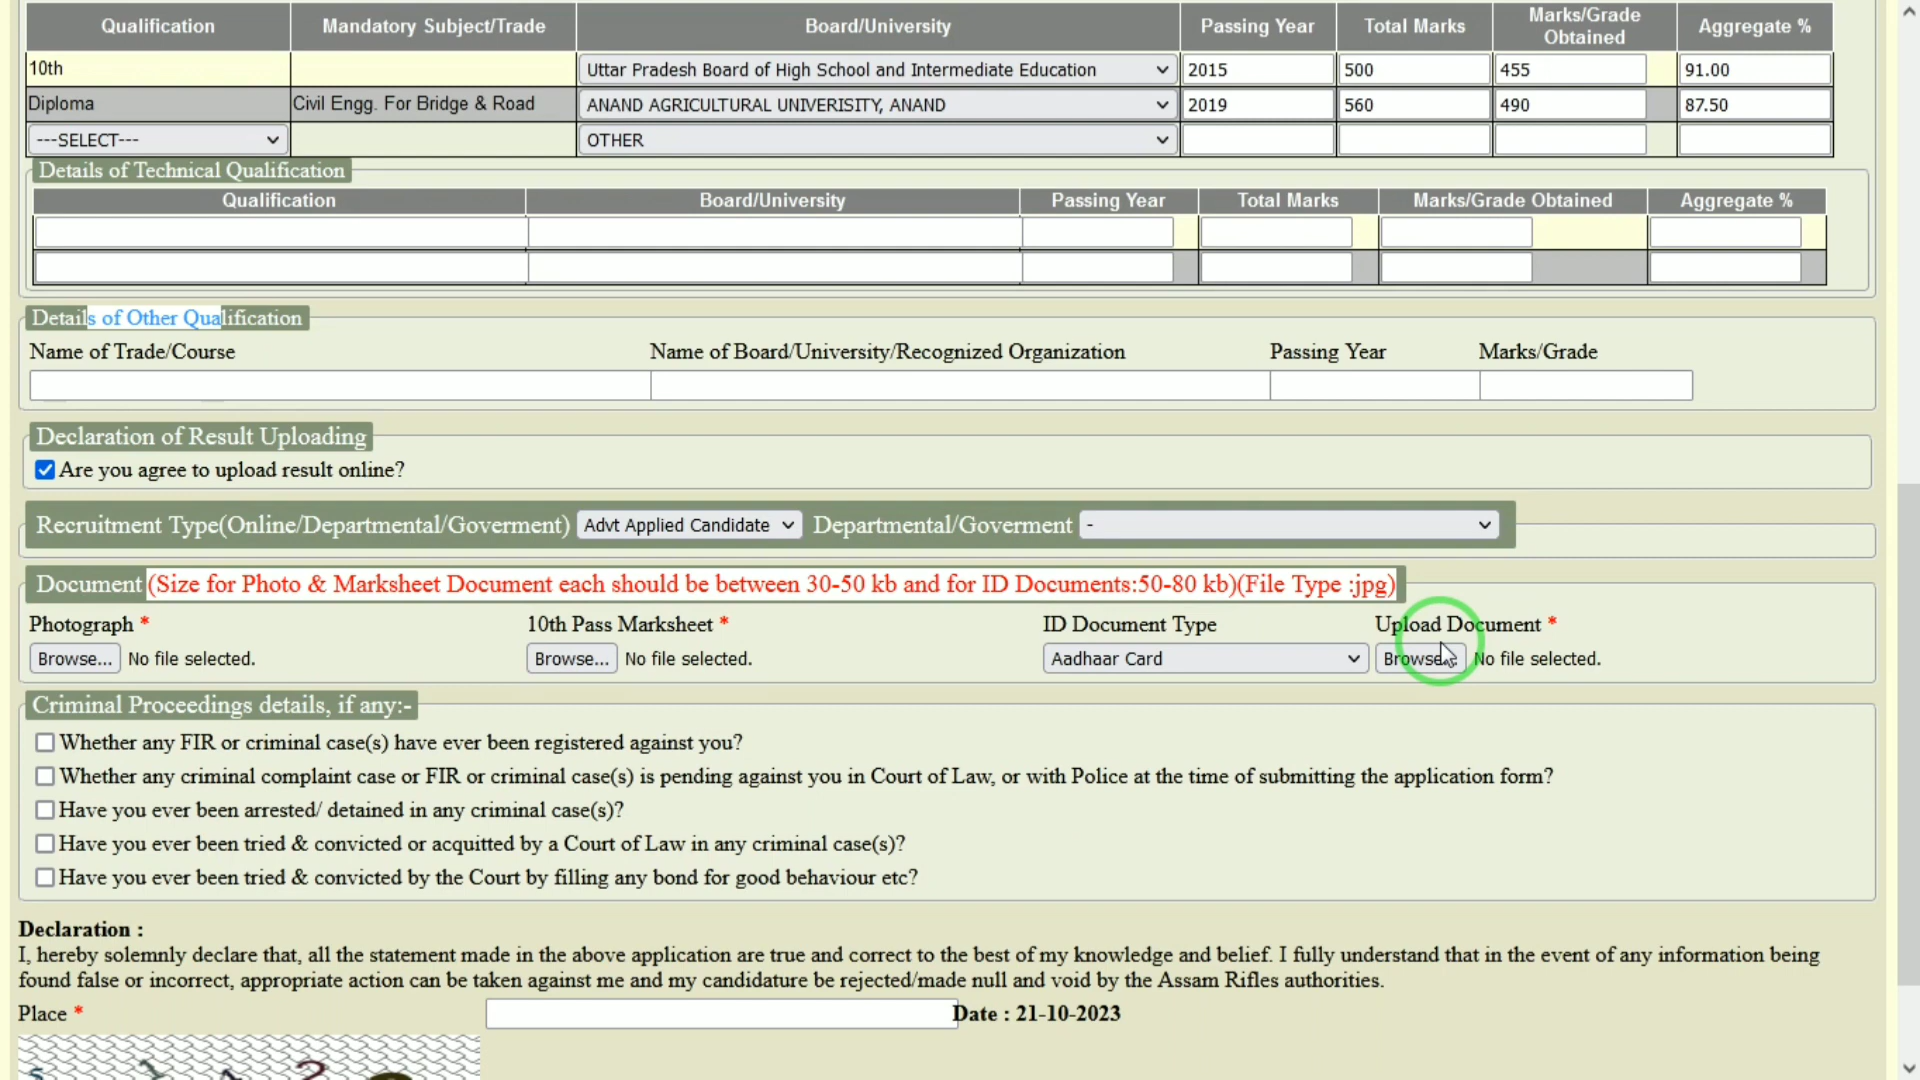 Qualification Mandatory Subject/Trade Board/University Passing Year Total Marks Marks/Grade Obtained Aggregate %
10th Uttar Pradesh Board of High School and Intermediate Education 2015 500 455 91.00
Diploma Civil Engg. For Bridge & Road ANAND AGRICULTURAL UNIVERISITY, ANAND 2019 560 490 87.50
---SELECT--- OTHER
Details of Technical Qualification
Qualification Board/University Passing Year Total Marks Marks/Grade Obtained Aggregate %
Details of Other Qualification
Name of Trade/Course Name of Board/University/Recognized Organization Passing Year Marks/Grade
Declaration of Result Uploading
Are you agree to upload result online?
Recruitment Type(Online/Departmental/Goverment) Advt Applied Candidate Departmental/Goverment -
Document (Size for Photo & Marksheet Document each should be between 30-50 kb and for ID Documents:50-80 kb)(File Type :jpg)
Photograph * 10th Pass Marksheet * ID Document Type Upload Document *
Browse... No file selected. Browse... No file selected. Aadhaar Card Browse... No file selected.
Criminal Proceedings details, if any:-
Whether any FIR or criminal case(s) have ever been registered against you?
Whether any criminal complaint case or FIR or criminal case(s) is pending against you in Court of Law, or with Police at the time of submitting the application form?
Have you ever been arrested/ detained in any criminal case(s)?
Have you ever been tried & convicted or acquitted by a Court of Law in any criminal case(s)?
Have you ever been tried & convicted by the Court by filling any bond for good behaviour etc?
Declaration :
I, hereby solemnly declare that, all the statement made in the above application are true and correct to the best of my knowledge and belief. I fully understand that in the event of any information being
found false or incorrect, appropriate action can be taken against me and my candidature be rejected/made null and void by the Assam Rifles authorities.
Place * Date : 21-10-2023